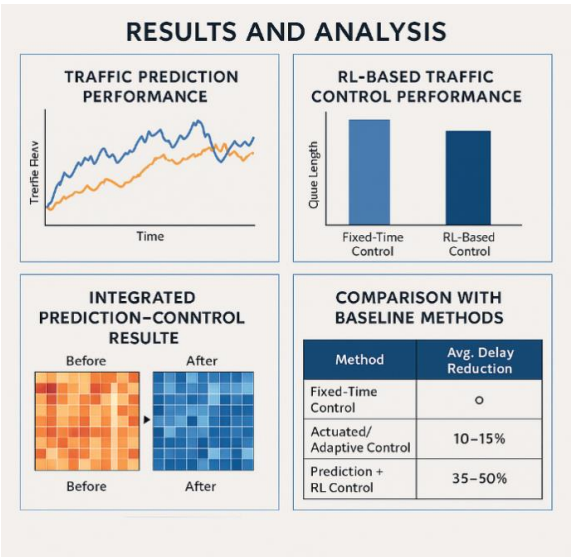 RESULTS AND ANALYSIS
TRAFFIC PREDICTION
PERFORMANCE
Trerfie Fleʌv
Time
RL-BASED TRAFFIC
CONTROL PERFORMANCE
Quue Length
Fixed-Time
Control
RL-Based
Control
INTEGRATED
PREDICTION–CONNTROL
RESULTE
Before
After
Before
After
COMPARISON WITH
BASELINE METHODS
Method
Avg. Delay
Reduction
Fixed-Time
Control
o
Actuated/
Adaptive Control
10–15%
Prediction +
RL Control
35–50%